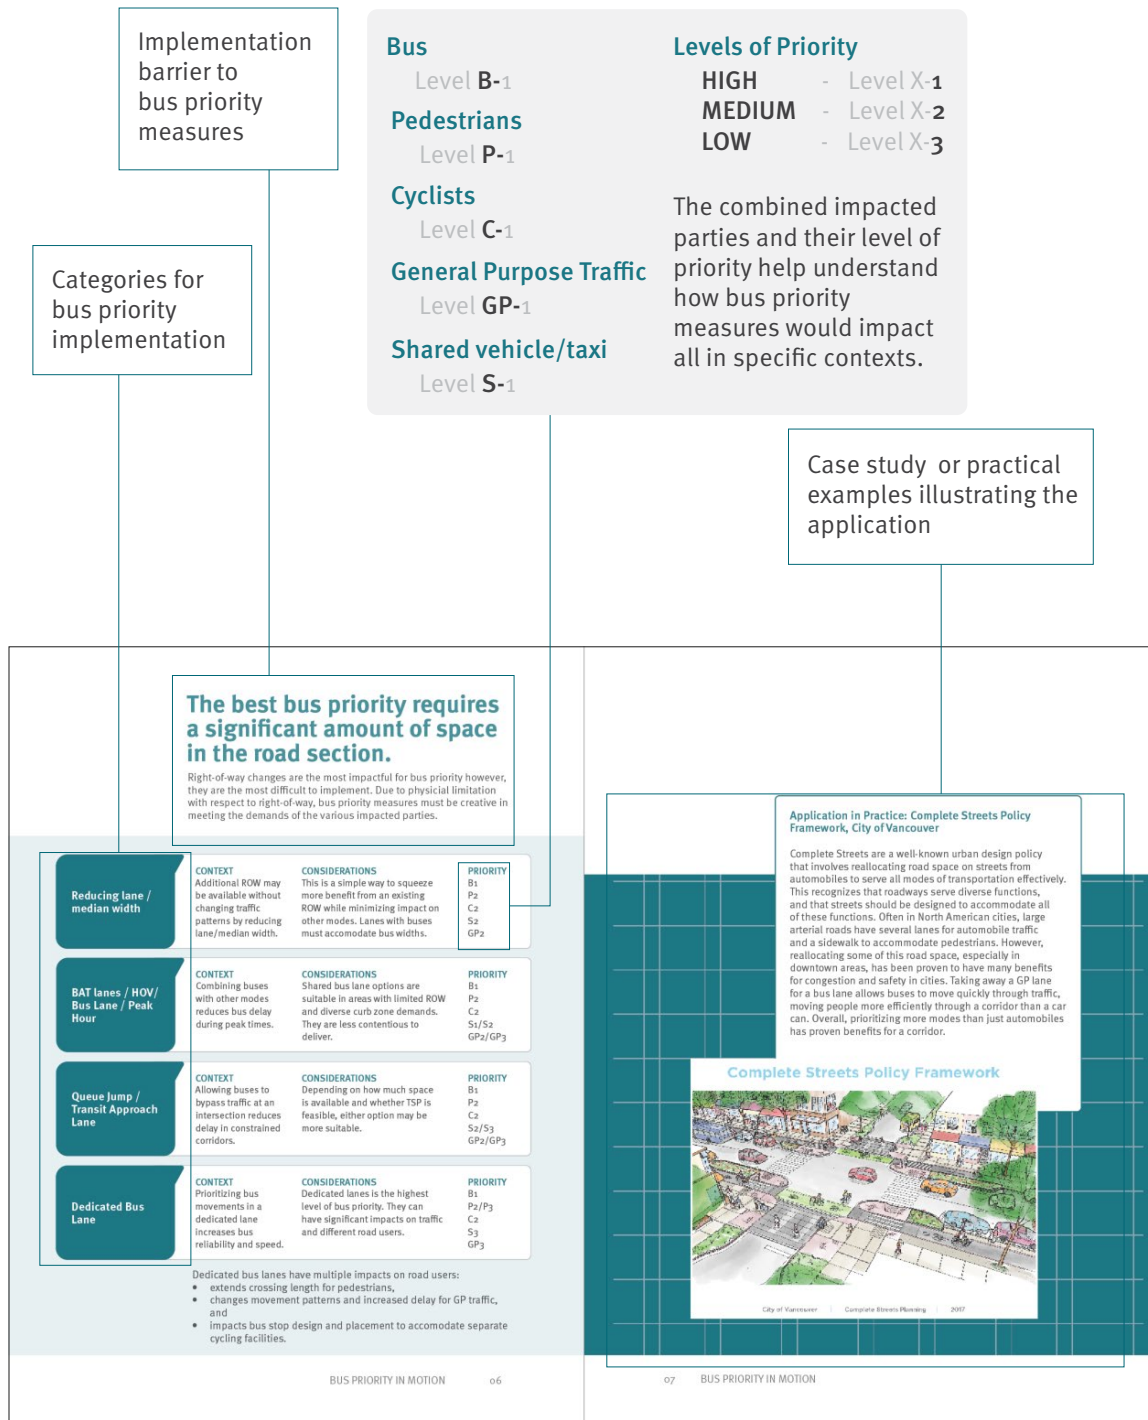 Implementation
barrier to
bus priority
measures
Bus
Level B-1
Pedestrians
Level P-1
Cyclists
Level C-1
General Purpose Traffic
Level GP-1
Shared vehicle/taxi
Level S-1
Levels of Priority
HIGH - Level X-1
MEDIUM - Level X-2
LOW - Level X-3
The combined impacted
parties and their level of
priority help understand
how bus priority
measures would impact
all in specific contexts.
Categories for
bus priority
implementation
Case study or practical
examples illustrating the
application
The best bus priority requires
a significant amount of space
in the road section.
Right-of-way changes are the most impactful for bus priority however,
they are the most difficult to implement. Due to physicial limitation
with respect to right-of-way, bus priority measures must be creative in
meeting the demands of the various impacted parties.
Reducing lane /
median width
CONTEXT
Additional ROW may
be available without
changing traffic
patterns by reducing
lane/median width.
CONSIDERATIONS
This is a simple way to squeeze
more benefit from an existing
ROW while minimizing impact on
other modes. Lanes with buses
must accomodate bus widths.
PRIORITY
B1
P2
C2
S2
GP2
BAT lanes / HOV/
Bus Lane / Peak
Hour
CONTEXT
Combining buses
with other modes
reduces bus delay
during peak times.
CONSIDERATIONS
Shared bus lane options are
suitable in areas with limited ROW
and diverse curb zone demands.
They are less contentious to
deliver.
PRIORITY
B1
P2
C2
S1/S2
GP2/GP3
Queue Jump /
Transit Approach
Lane
CONTEXT
Allowing buses to
bypass traffic at an
intersection reduces
delay in constrained
corridors.
CONSIDERATIONS
Depending on how much space
is available and whether TSP is
feasible, either option may be
more suitable.
PRIORITY
B1
P2
C2
S2/S3
GP2/GP3
Dedicated Bus
Lane
CONTEXT
Prioritizing bus
movements in a
dedicated lane
increases bus
reliability and speed.
CONSIDERATIONS
Dedicated lanes is the highest
level of bus priority. They can
have significant impacts on traffic
and different road users.
PRIORITY
B1
P2/P3
C2
S3
GP3
Dedicated bus lanes have multiple impacts on road users:
• extends crossing length for pedestrians,
• changes movement patterns and increased delay for GP traffic,
and
• impacts bus stop design and placement to accomodate separate
cycling facilities.
BUS PRIORITY IN MOTION 06
Application in Practice: Complete Streets Policy
Framework, City of Vancouver
Complete Streets are a well-known urban design policy
that involves reallocating road space on streets from
automobiles to serve all modes of transportation effectively.
This recognizes that roadways serve diverse functions,
and that streets should be designed to accommodate all
of these functions. Often in North American cities, large
arterial roads have several lanes for automobile traffic
and a sidewalk to accommodate pedestrians. However,
reallocating some of this road space, especially in
downtown areas, has been proven to have many benefits
for congestion and safety in cities. Taking away a GP lane
for a bus lane allows buses to move quickly through traffic,
moving people more efficiently through a corridor than a car
can. Overall, prioritizing more modes than just automobiles
has proven benefits for a corridor.
Complete Streets Policy Framework
City of Vancouver | Complete Streets Planning | 2017
07 BUS PRIORITY IN MOTION